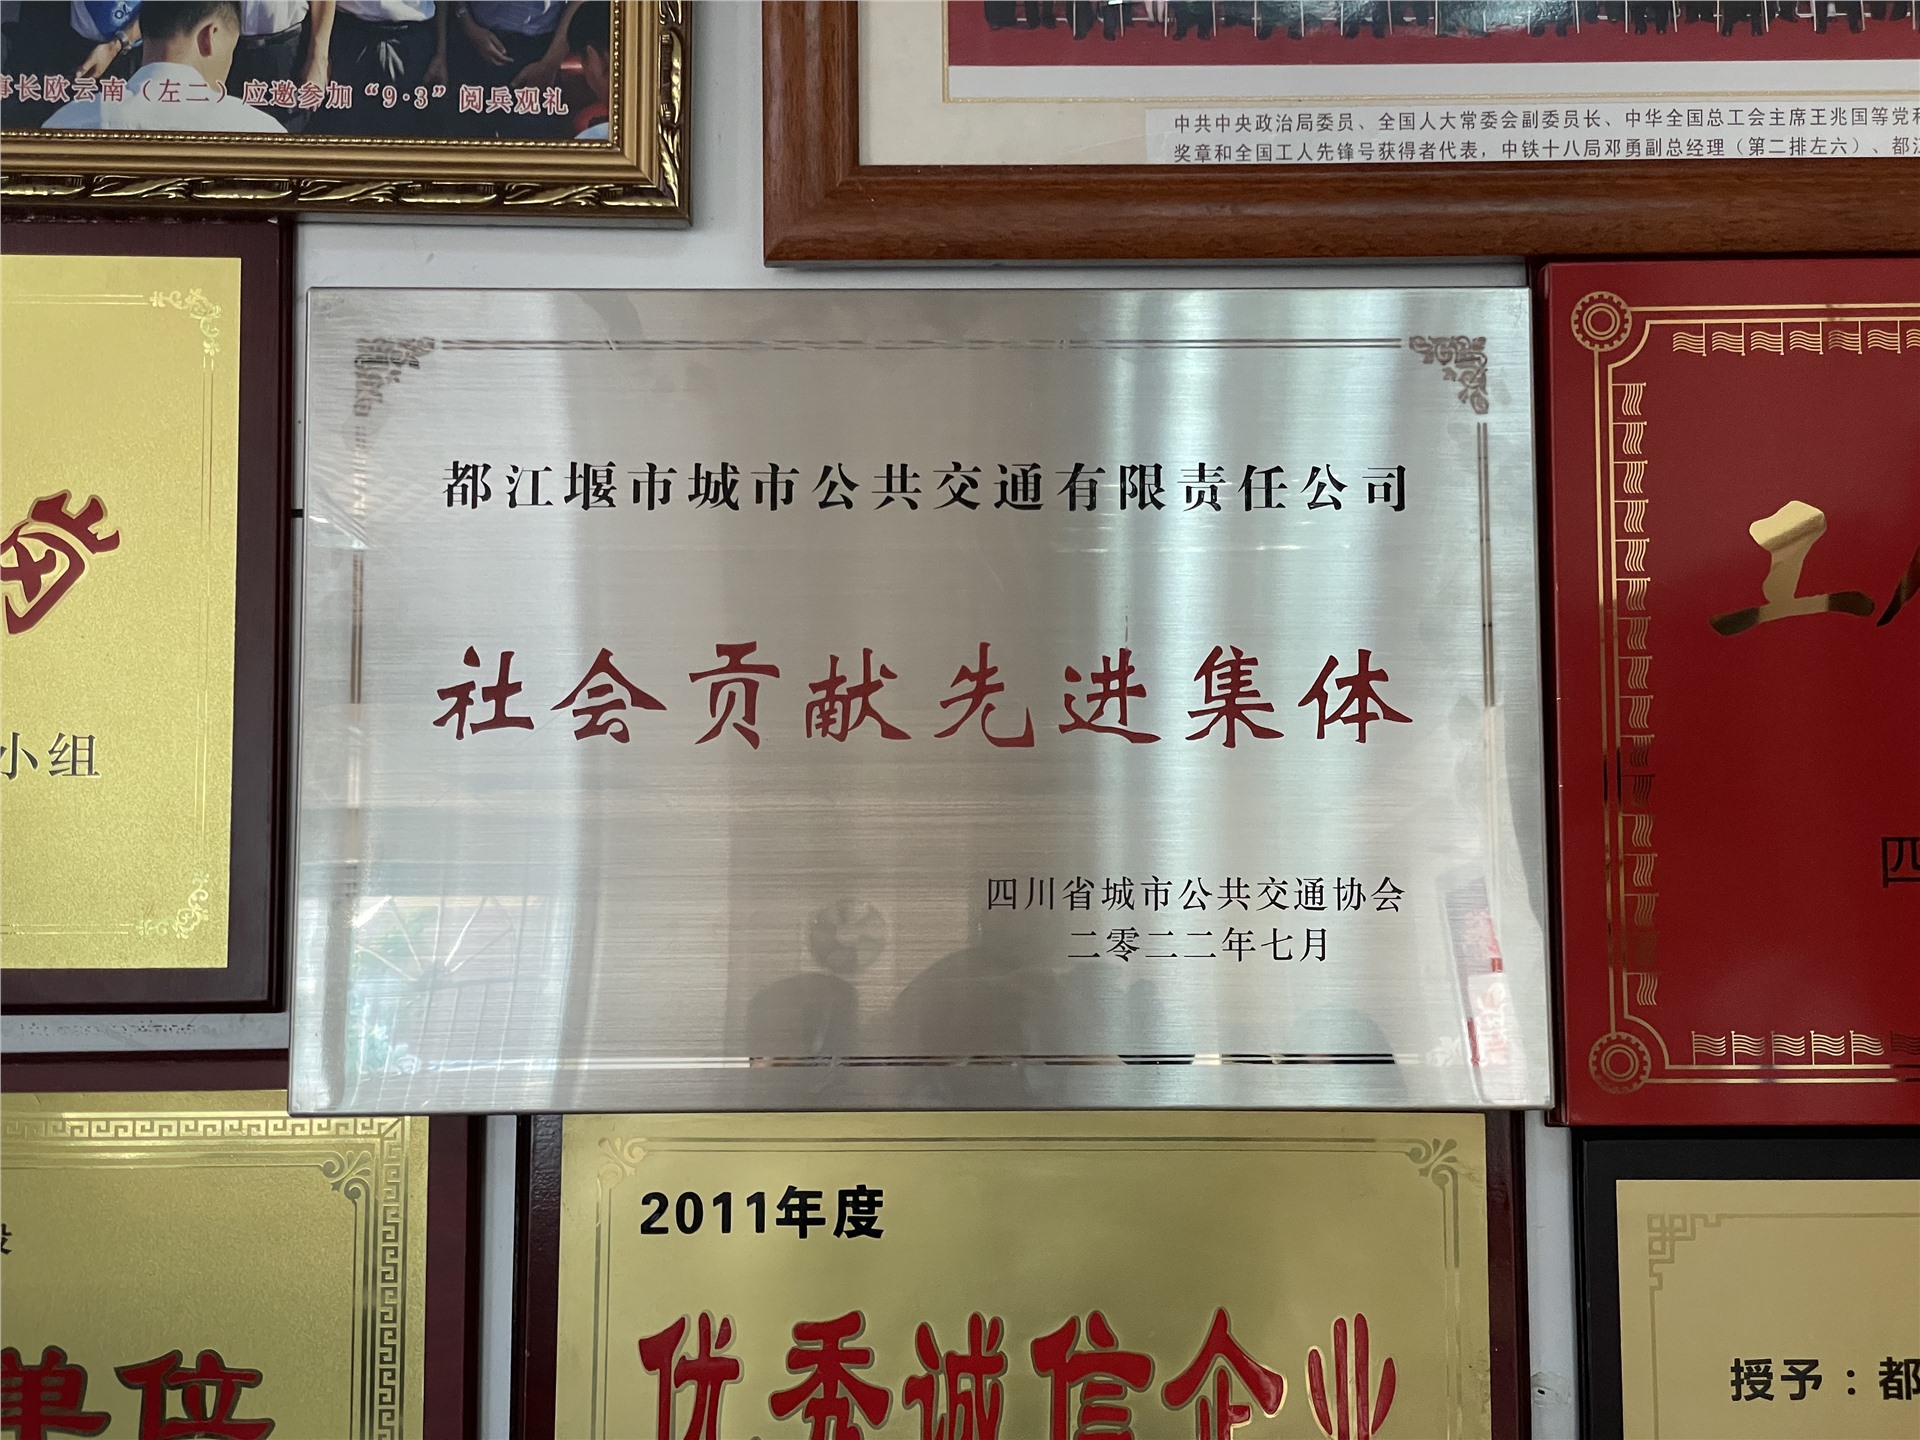 事长欧云南（左二）应邀参加“9·3”阅兵观礼
中共中央政治局委员、全国人大常委会副委员长、中华全国总工会主席王兆国等党和
奖章和全国工人先锋号获得者代表，中铁十八局邓勇副总经理（第二排左六）、都江
都江堰市城市公共交通有限责任公司
社会贡献先进集体
四川省城市公共交通协会
二零二二年七月
小组
工
四
单位
2011年度
优秀诚信企业
授予：都